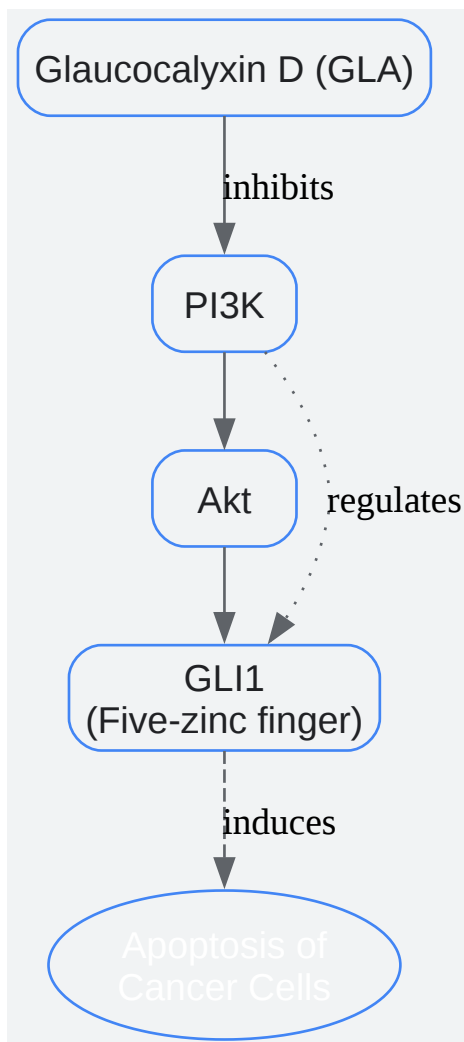 Glaucocalyxin D (GLA)
inhibits
PI3K
Akt
regulates
GLI1
(Five-zinc finger)
induces
Apoptosis of
Cancer Cells